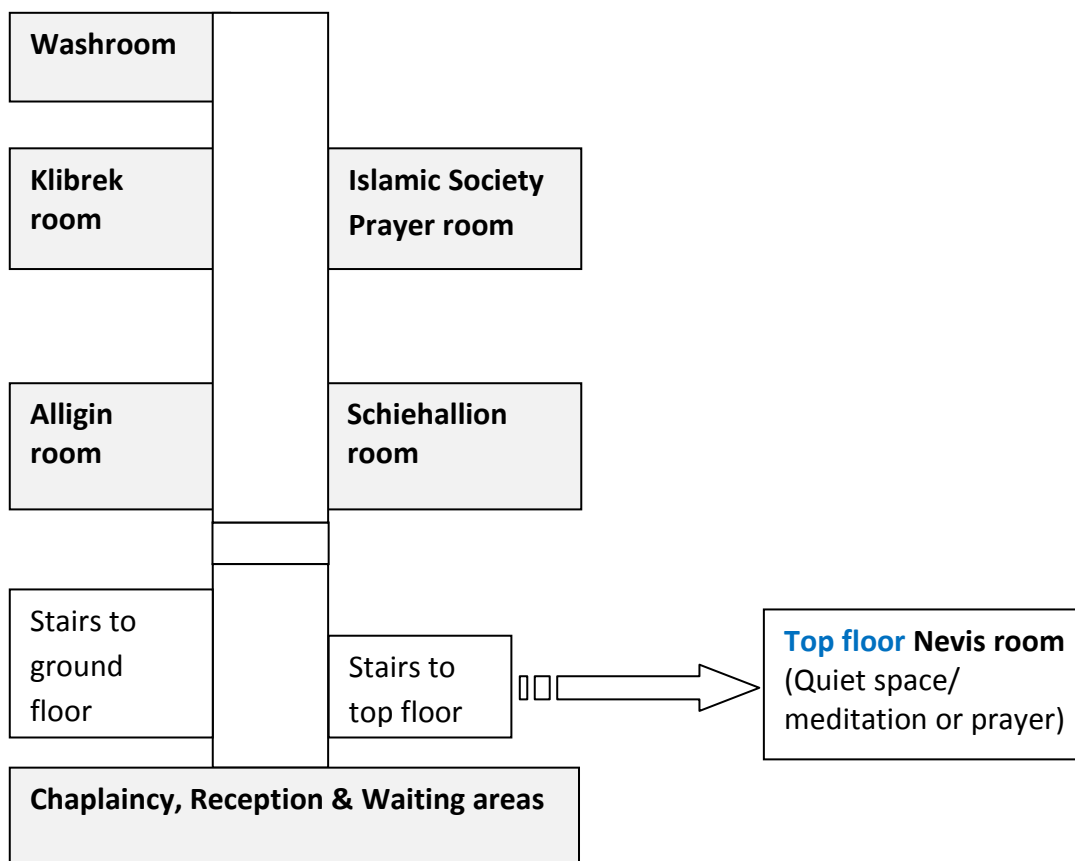 Washroom
Klibrek
room
Islamic Society
Prayer room
Alligin
room
Schiehallion
room
Stairs to
ground
floor
Stairs to
top floor
Top floor Nevis room
(Quiet space/
meditation or prayer)
Chaplaincy, Reception & Waiting areas